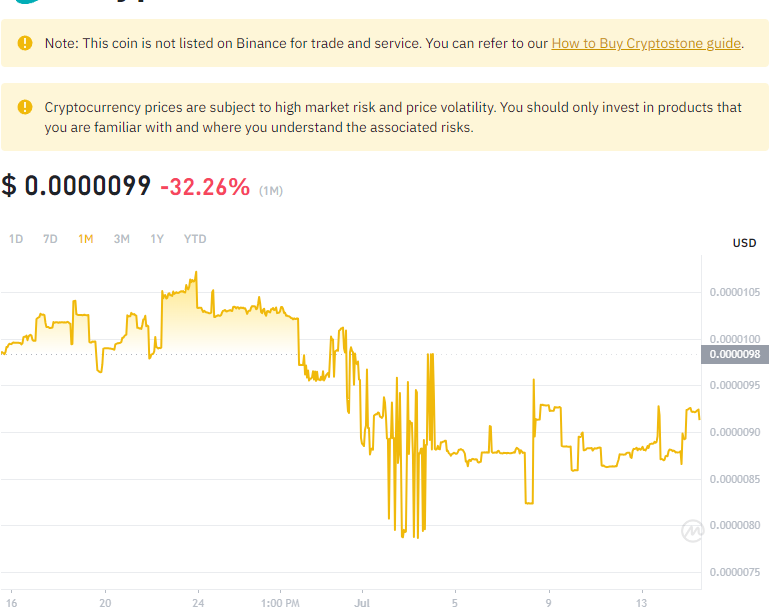 Note: This coin is not listed on Binance for trade and service. You can refer to our How to Buy Cryptostone guide.
Cryptocurrency prices are subject to high market risk and price volatility. You should only invest in products that
you are familiar with and where you understand the associated risks.
$ 0.0000099 -32.26% (1M)
1D 7D 1M 3M 1Y YTD
USD
0.0000105
0.0000100
0.0000098
0.0000095
0.0000090
0.0000085
0.0000080
0.0000075
16 20 24 1:00 PM Jul 5 9 13